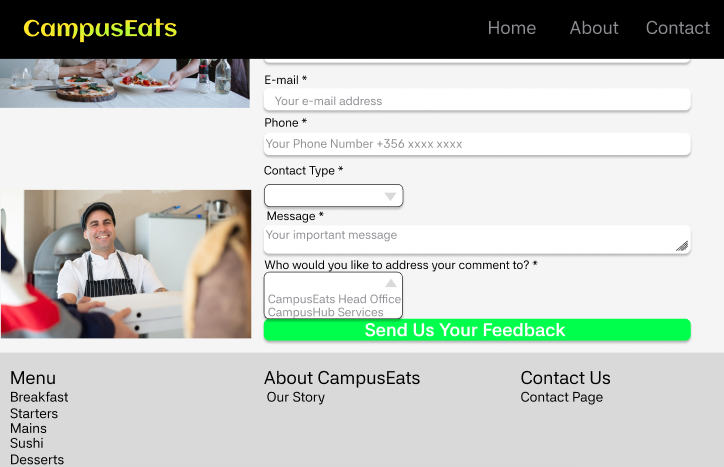 CampusEats
Home About Contact
E-mail *
Your e-mail address
Phone *
Your Phone Number +356 xxxx xxxx
Contact Type *
Message *
Your important message
Who would you like to address your comment to? *
CampusEats Head Office
CampusHub Services
Send Us Your Feedback
Menu
Breakfast
Starters
Mains
Sushi
Desserts
About CampusEats
Our Story
Contact Us
Contact Page